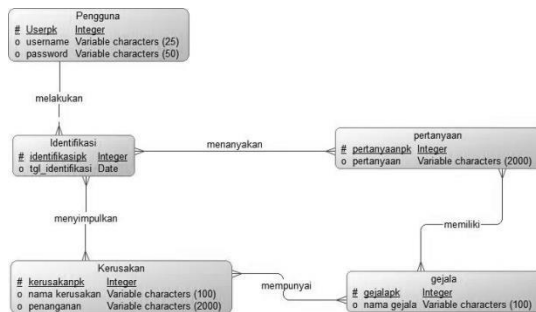 Pengguna
# Userpk Integer
o username Variable characters (25)
o password Variable characters (50)
melakukan
Identifikasi
# identifikasipk Integer
o tgl_identifikasi Date
menanyakan
pertanyaan
# pertanyaanpk Integer
o pertanyaan Variable characters (2000)
menyimpulkan
memiliki
Kerusakan
# kerusakanpk Integer
o nama kerusakan Variable characters (100)
o penanganan Variable characters (2000)
mempunyai
gejala
# gejalapk Integer
o nama gejala Variable characters (100)